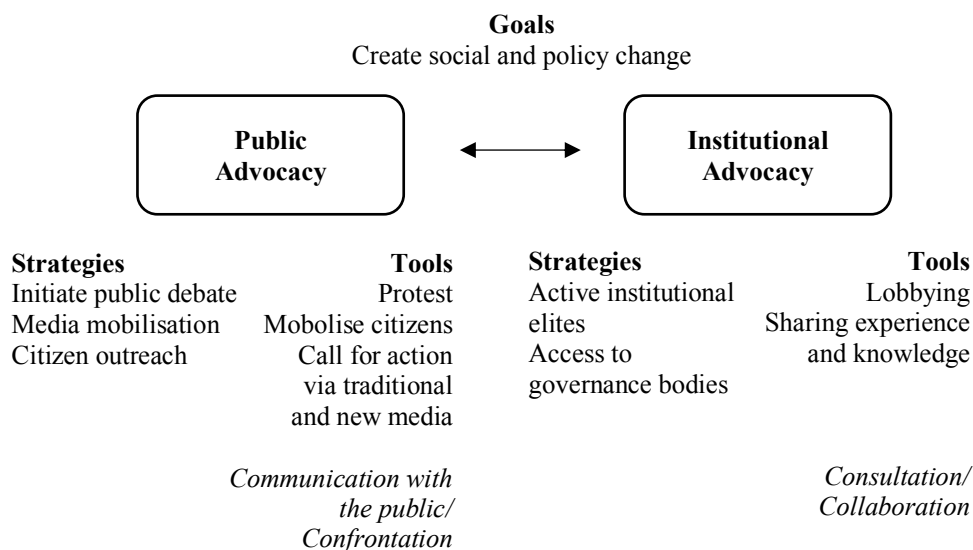 Goals
Create social and policy change
Public
Advocacy
Institutional
Advocacy
Strategies
Initiate public debate
Media mobilisation
Citizen outreach
Tools
Protest
Mobolise citizens
Call for action
via traditional
and new media
Communication with
the public/
Confrontation
Strategies
Active institutional
elites
Access to
governance bodies
Tools
Lobbying
Sharing experience
and knowledge
Consultation/
Collaboration